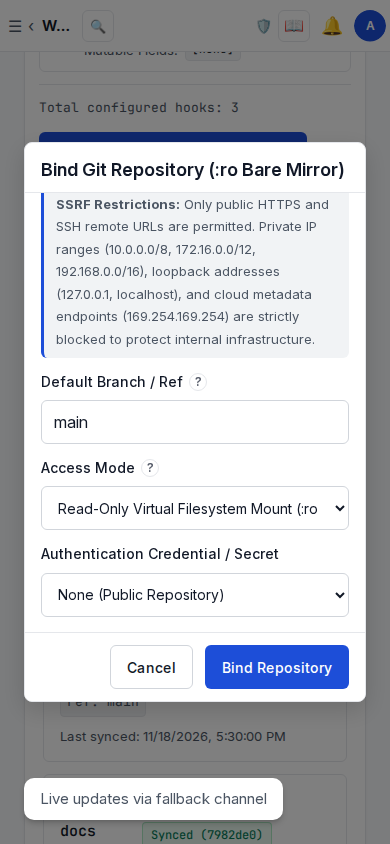 ☰ ‹ W... 🔍 🛡️ 📖 🔔 A
Total configured hooks: 3
Bind Git Repository (:ro Bare Mirror)
SSRF Restrictions: Only public HTTPS and
SSH remote URLs are permitted. Private IP
ranges (10.0.0.0/8, 172.16.0.0/12,
192.168.0.0/16), loopback addresses
(127.0.0.1, localhost), and cloud metadata
endpoints (169.254.169.254) are strictly
blocked to protect internal infrastructure.
Default Branch / Ref ?
main
Access Mode ?
Read-Only Virtual Filesystem Mount (:ro
Authentication Credential / Secret
None (Public Repository)
Cancel Bind Repository
ref: main
Last synced: 11/18/2026, 5:30:00 PM
Live updates via fallback channel
docs Synced (7982de0)